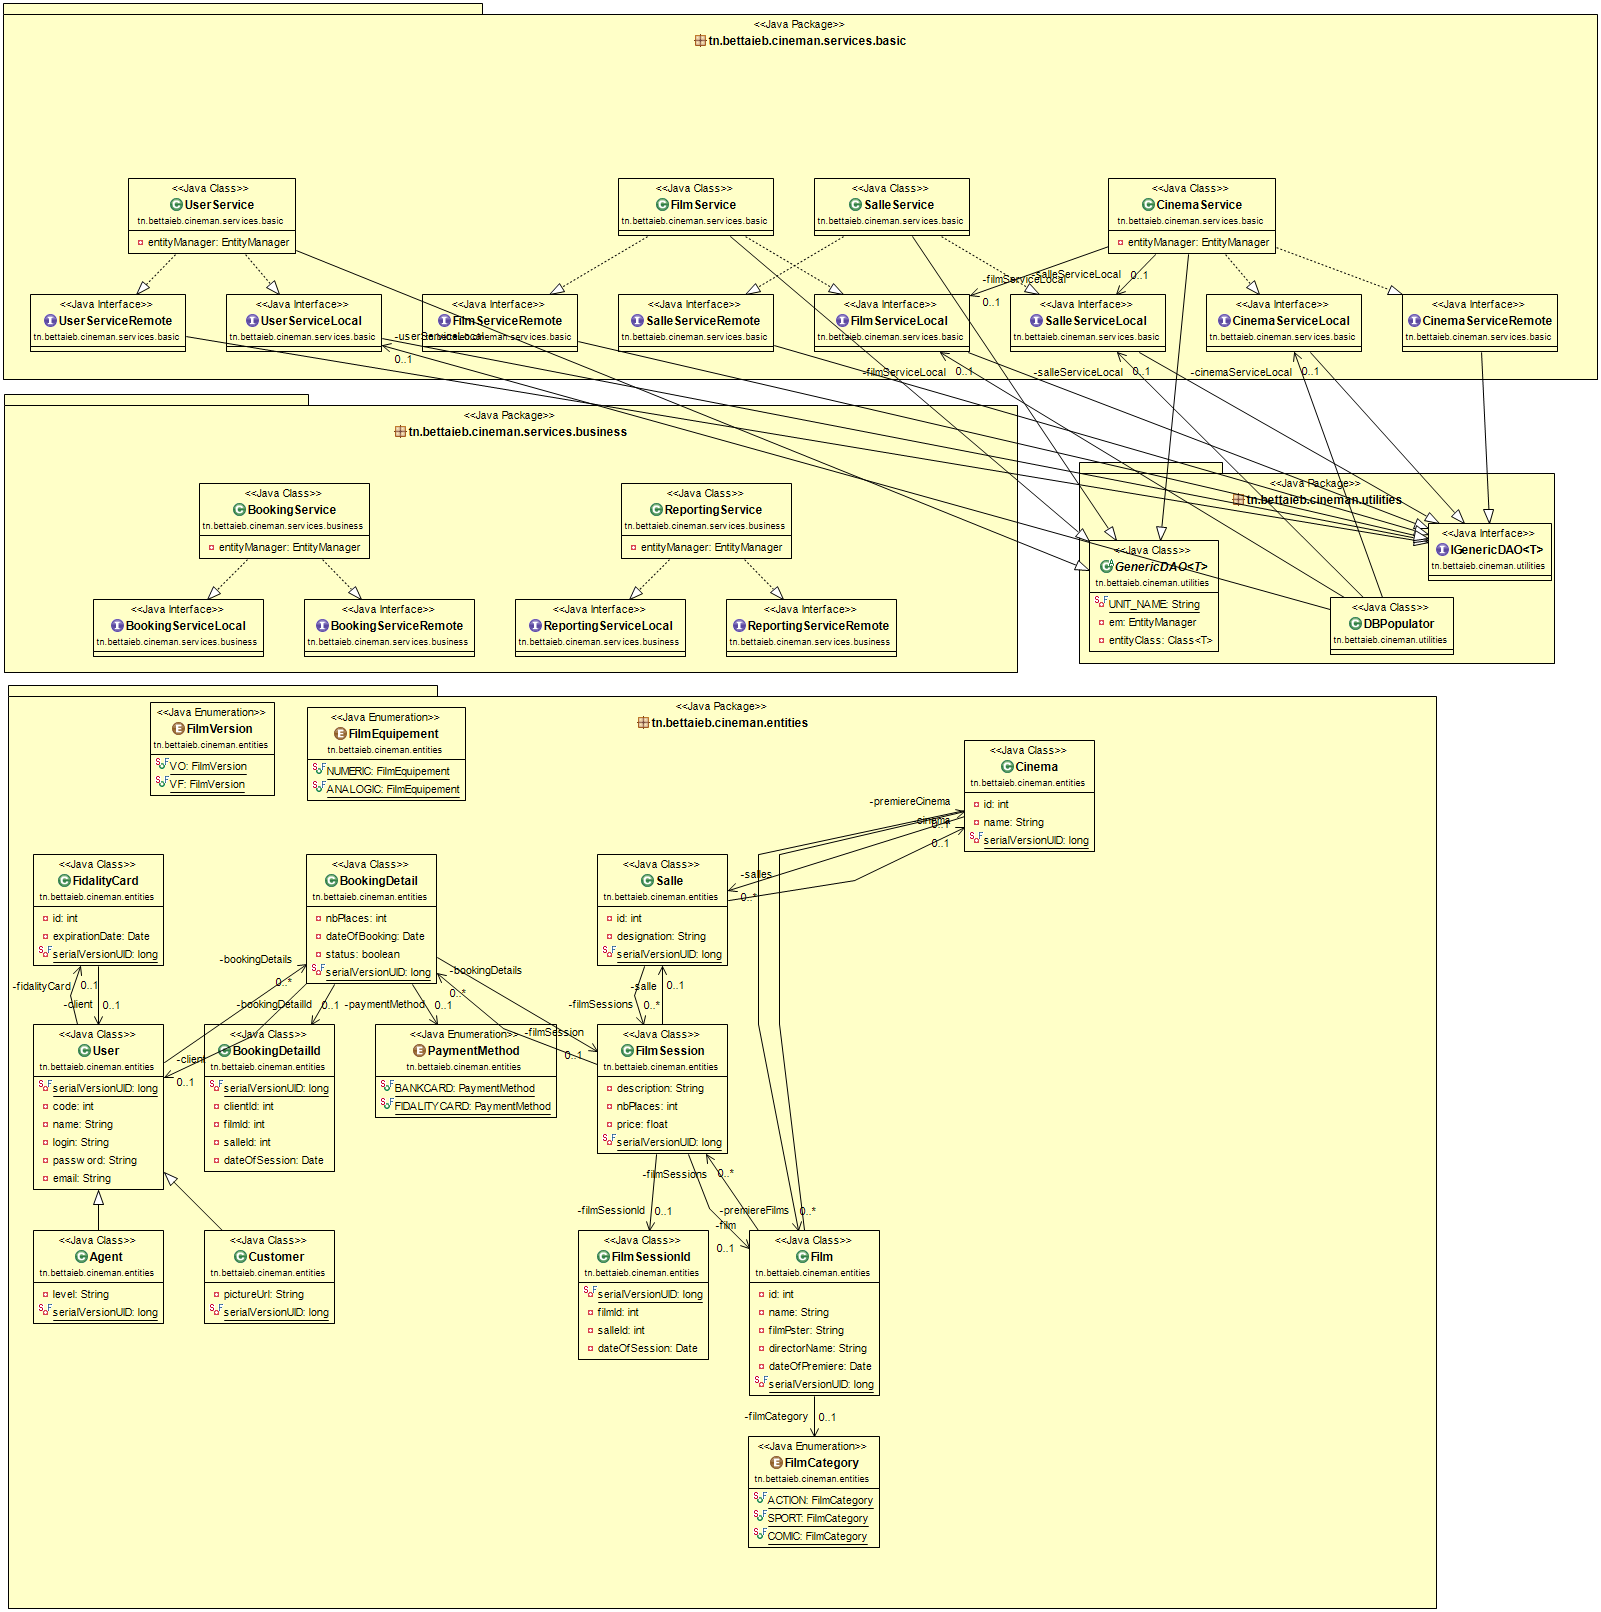 <<Java Package>>
tn.bettaieb.cineman.services.basic
<<Java Class>>
UserService
tn.bettaieb.cineman.services.basic
entityManager: EntityManager
<<Java Class>>
FilmService
tn.bettaieb.cineman.services.basic
<<Java Class>>
SalleService
tn.bettaieb.cineman.services.basic
<<Java Class>>
CinemaService
tn.bettaieb.cineman.services.basic
entityManager: EntityManager
-filmServiceLocal
0..1
-salleServiceLocal
0..1
<<Java Interface>>
UserServiceRemote
tn.bettaieb.cineman.services.basic
<<Java Interface>>
UserServiceLocal
tn.bettaieb.cineman.services.basic
<<Java Interface>>
FilmServiceRemote
tn.bettaieb.cineman.services.basic
<<Java Interface>>
SalleServiceRemote
tn.bettaieb.cineman.services.basic
<<Java Interface>>
FilmServiceLocal
tn.bettaieb.cineman.services.basic
<<Java Interface>>
SalleServiceLocal
tn.bettaieb.cineman.services.basic
<<Java Interface>>
CinemaServiceLocal
tn.bettaieb.cineman.services.basic
<<Java Interface>>
CinemaServiceRemote
tn.bettaieb.cineman.services.basic
-userServiceLocal
0..1
-filmServiceLocal
0..1
-salleServiceLocal
0..1
-cinemaServiceLocal
0..1
<<Java Package>>
tn.bettaieb.cineman.services.business
<<Java Class>>
BookingService
tn.bettaieb.cineman.services.business
entityManager: EntityManager
<<Java Class>>
ReportingService
tn.bettaieb.cineman.services.business
entityManager: EntityManager
<<Java Interface>>
BookingServiceLocal
tn.bettaieb.cineman.services.business
<<Java Interface>>
BookingServiceRemote
tn.bettaieb.cineman.services.business
<<Java Interface>>
ReportingServiceLocal
tn.bettaieb.cineman.services.business
<<Java Interface>>
ReportingServiceRemote
tn.bettaieb.cineman.services.business
<<Java Package>>
tn.bettaieb.cineman.utilities
<<Java Class>>
GenericDAO<T>
tn.bettaieb.cineman.utilities
UNIT_NAME: String
em: EntityManager
entityClass: Class<T>
<<Java Interface>>
IGenericDAO<T>
tn.bettaieb.cineman.utilities
<<Java Class>>
DBPopulator
tn.bettaieb.cineman.utilities
<<Java Package>>
tn.bettaieb.cineman.entities
<<Java Enumeration>>
FilmVersion
tn.bettaieb.cineman.entities
VO: FilmVersion
VF: FilmVersion
<<Java Enumeration>>
FilmEquipement
tn.bettaieb.cineman.entities
NUMERIC: FilmEquipement
ANALOGIC: FilmEquipement
<<Java Class>>
Cinema
tn.bettaieb.cineman.entities
id: int
name: String
serialVersionUID: long
-premiereCinema
0..1
-cinema
0..1
-salles
0..*
<<Java Class>>
FidalityCard
tn.bettaieb.cineman.entities
id: int
expirationDate: Date
serialVersionUID: long
<<Java Class>>
BookingDetail
tn.bettaieb.cineman.entities
nbPlaces: int
dateOfBooking: Date
status: boolean
serialVersionUID: long
<<Java Class>>
Salle
tn.bettaieb.cineman.entities
id: int
designation: String
serialVersionUID: long
-fidalityCard
0..1
-client
0..1
-bookingDetails
0..*
-bookingDetailId
0..1
-paymentMethod
0..1
-bookingDetails
0..*
-filmSession
0..1
-client
0..1
-salle
0..1
-filmSessions
0..*
<<Java Class>>
User
tn.bettaieb.cineman.entities
serialVersionUID: long
code: int
name: String
login: String
password: String
email: String
<<Java Class>>
BookingDetailId
tn.bettaieb.cineman.entities
serialVersionUID: long
clientId: int
filmId: int
salleId: int
dateOfSession: Date
<<Java Enumeration>>
PaymentMethod
tn.bettaieb.cineman.entities
BANKCARD: PaymentMethod
FIDALITYCARD: PaymentMethod
<<Java Class>>
FilmSession
tn.bettaieb.cineman.entities
description: String
nbPlaces: int
price: float
serialVersionUID: long
-filmSessions
0..*
-filmSessionId
0..1
-premiereFilms
0..*
-film
0..1
<<Java Class>>
Agent
tn.bettaieb.cineman.entities
level: String
serialVersionUID: long
<<Java Class>>
Customer
tn.bettaieb.cineman.entities
pictureUrl: String
serialVersionUID: long
<<Java Class>>
FilmSessionId
tn.bettaieb.cineman.entities
serialVersionUID: long
filmId: int
salleId: int
dateOfSession: Date
<<Java Class>>
Film
tn.bettaieb.cineman.entities
id: int
name: String
filmPster: String
directorName: String
dateOfPremiere: Date
serialVersionUID: long
-filmCategory
0..1
<<Java Enumeration>>
FilmCategory
tn.bettaieb.cineman.entities
ACTION: FilmCategory
SPORT: FilmCategory
COMIC: FilmCategory